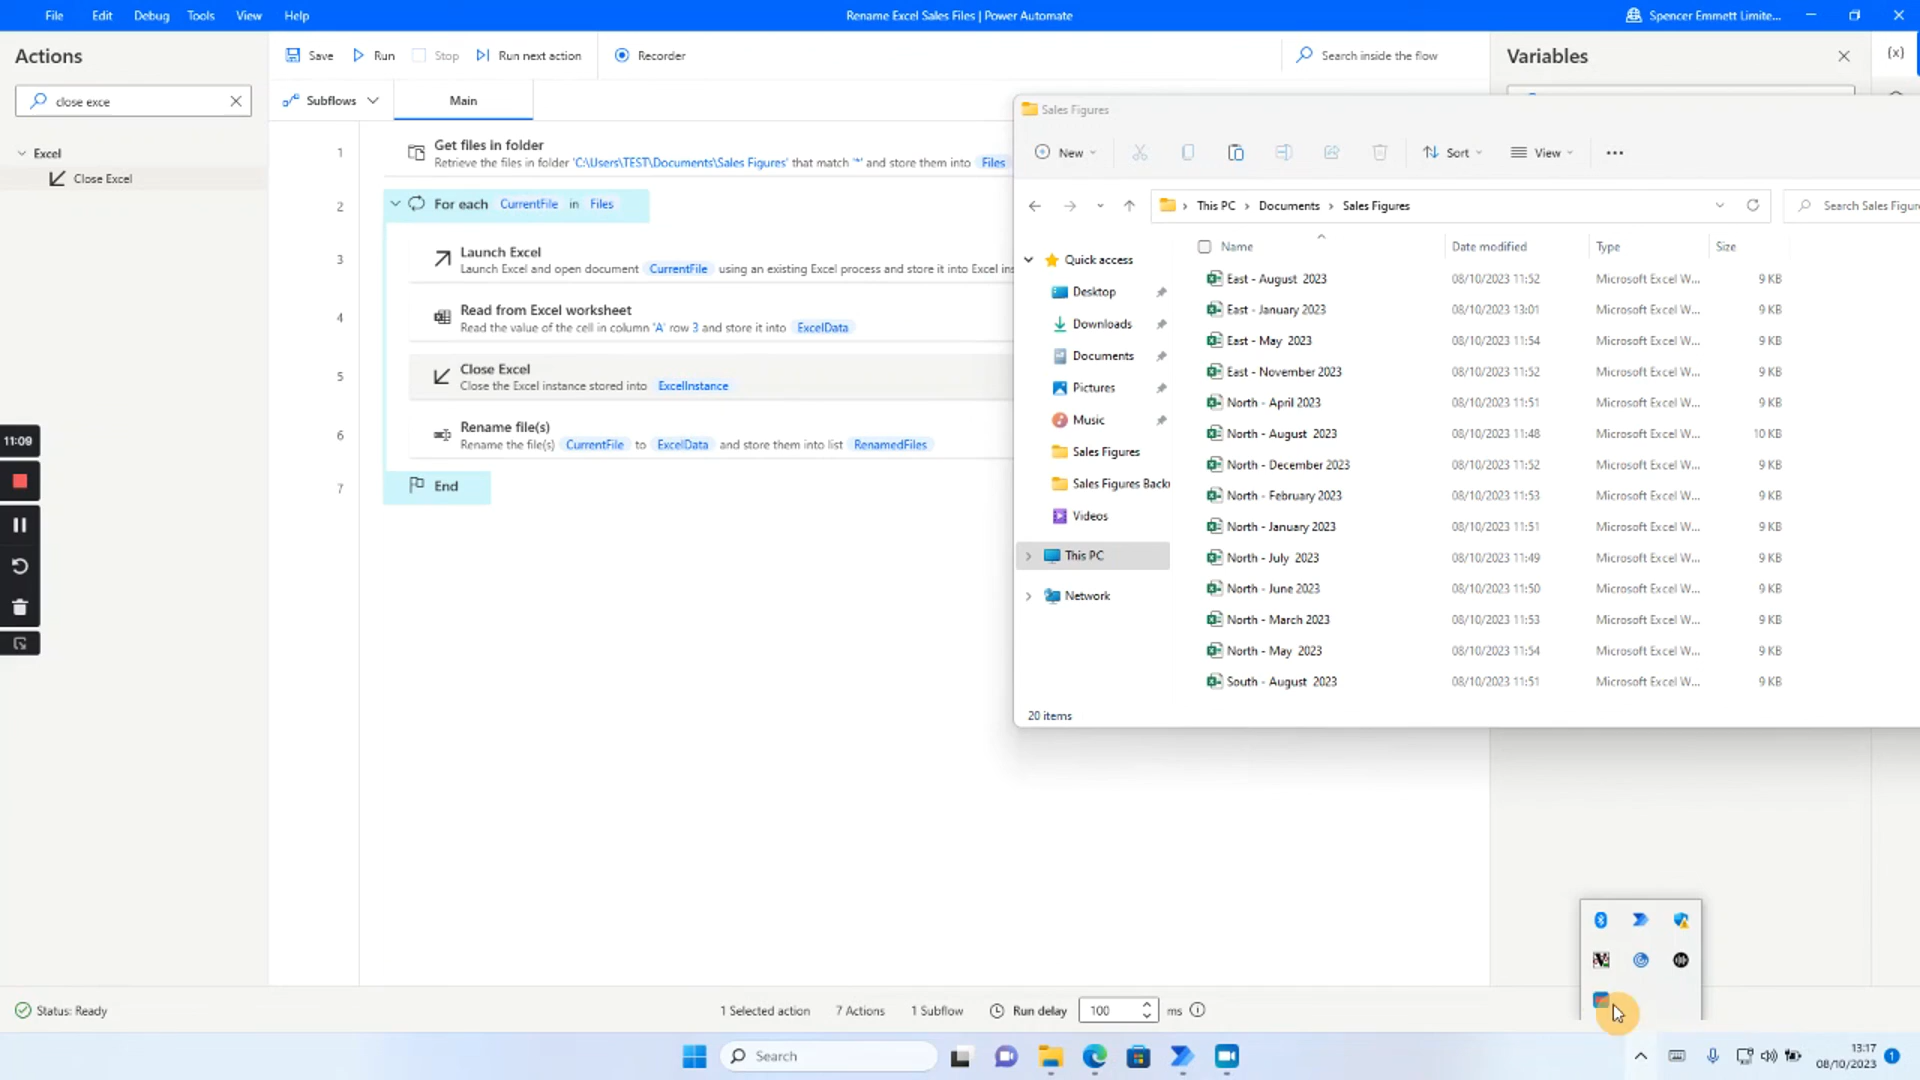 File Edit Debug Tools View Help
Rename Excel Sales Files | Power Automate
Spencer Emmett Limite...
Actions
close exce
Excel
Close Excel
Save Run Stop Run next action Recorder
Search inside the flow
Subflows Main
1 Get files in folder
Retrieve the files in folder 'C:\Users\TEST\Documents\Sales Figures' that match '*' and store them into Files
2 For each CurrentFile in Files
3 Launch Excel
Launch Excel and open document CurrentFile using an existing Excel process and store it into Excel ins
4 Read from Excel worksheet
Read the value of the cell in column 'A' row 3 and store it into ExcelData
5 Close Excel
Close the Excel instance stored into ExcelInstance
6 Rename file(s)
Rename the file(s) CurrentFile to ExcelData and store them into list RenamedFiles
7 End
11:09
Variables
{x}
Sales Figures
New Sort View
This PC Documents Sales Figures
Search Sales Figure
Quick access
Desktop
Downloads
Documents
Pictures
Music
Sales Figures
Sales Figures Back
Videos
This PC
Network
Name Date modified Type Size
East - August 2023 08/10/2023 11:52 Microsoft Excel W... 9 KB
East - January 2023 08/10/2023 13:01 Microsoft Excel W... 9 KB
East - May 2023 08/10/2023 11:54 Microsoft Excel W... 9 KB
East - November 2023 08/10/2023 11:52 Microsoft Excel W... 9 KB
North - April 2023 08/10/2023 11:51 Microsoft Excel W... 9 KB
North - August 2023 08/10/2023 11:48 Microsoft Excel W... 10 KB
North - December 2023 08/10/2023 11:52 Microsoft Excel W... 9 KB
North - February 2023 08/10/2023 11:53 Microsoft Excel W... 9 KB
North - January 2023 08/10/2023 11:51 Microsoft Excel W... 9 KB
North - July 2023 08/10/2023 11:49 Microsoft Excel W... 9 KB
North - June 2023 08/10/2023 11:50 Microsoft Excel W... 9 KB
North - March 2023 08/10/2023 11:53 Microsoft Excel W... 9 KB
North - May 2023 08/10/2023 11:54 Microsoft Excel W... 9 KB
South - August 2023 08/10/2023 11:51 Microsoft Excel W... 9 KB
20 items
Status: Ready
1 Selected action 7 Actions 1 Subflow Run delay 100 ms
Search
13:17
08/10/2023
1